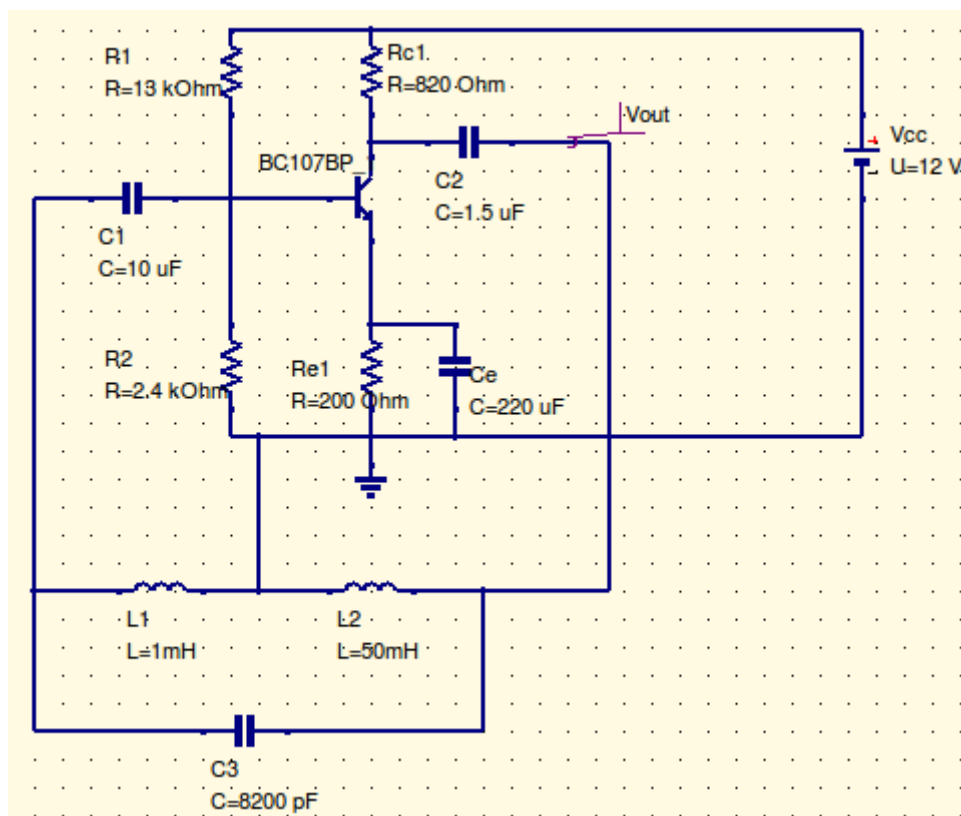 R1
R=13 kOhm
Rc1
R=820 Ohm
Vout
Vcc
U=12 V
BC107BP_
C2
C=1.5 uF
C1
C=10 uF
R2
R=2.4 kOhm
Re1
R=200 Ohm
Ce
C=220 uF
L1
L=1mH
L2
L=50mH
C3
C=8200 pF